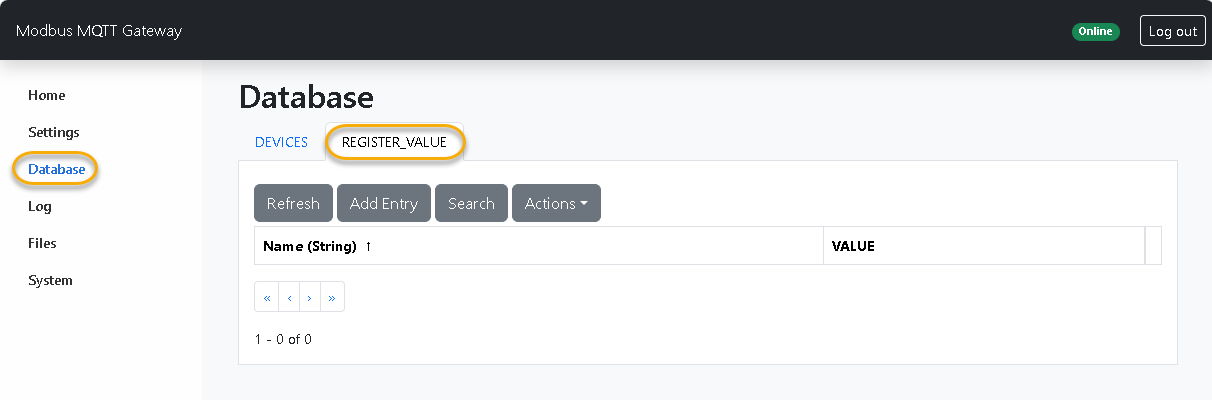 Modbus MQTT Gateway
Online
Log out
Home
Settings
Database
Log
Files
System
Database
DEVICES
REGISTER_VALUE
Refresh
Add Entry
Search
Actions
Name (String) ↑
VALUE
« ‹ › »
1 - 0 of 0